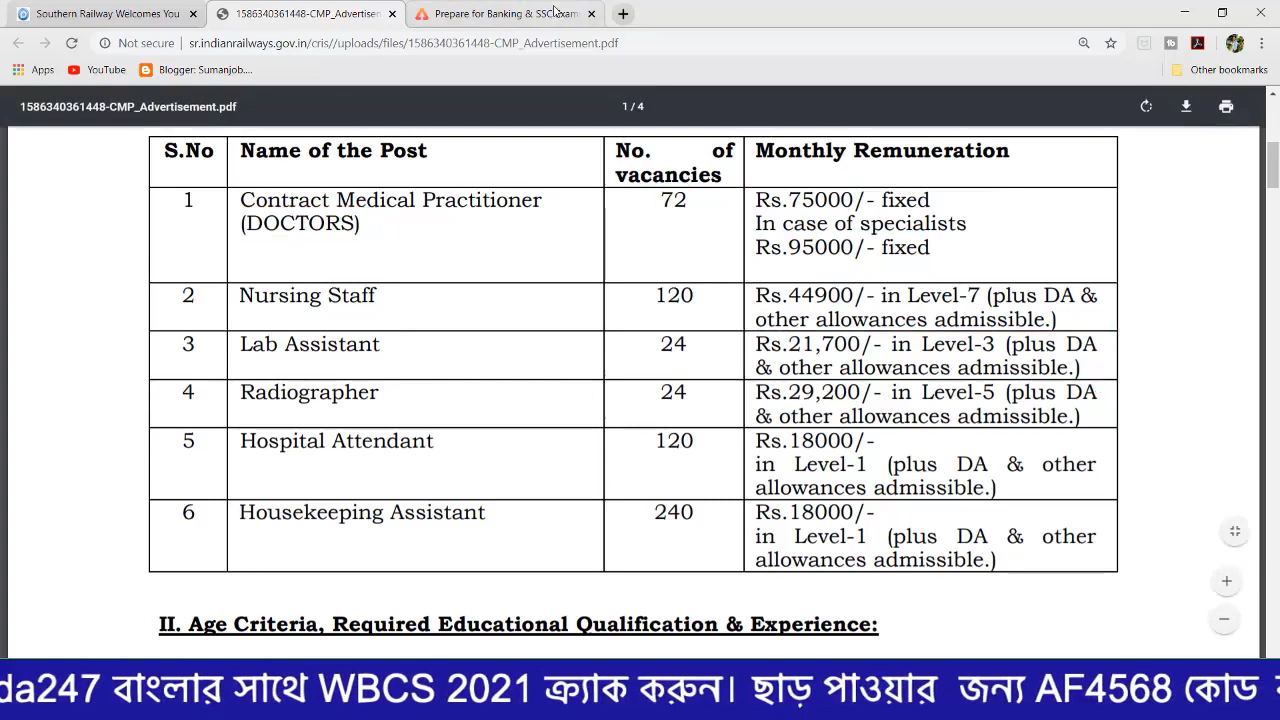 Southern Railway Welcomes You
1586340361448-CMP_Advertisem
Prepare for Banking & SSC Exam
Not secure
sr.indianrailways.gov.in/cris//uploads/files/1586340361448-CMP_Advertisement.pdf
Apps
YouTube
Blogger: Sumanjob....
Other bookmarks
1586340361448-CMP_Advertisement.pdf
1 / 4
S.No
Name of the Post
No. of
vacancies
Monthly Remuneration
1
Contract Medical Practitioner
(DOCTORS)
72
Rs.75000/- fixed
In case of specialists
Rs.95000/- fixed
2
Nursing Staff
120
Rs.44900/- in Level-7 (plus DA &
other allowances admissible.)
3
Lab Assistant
24
Rs.21,700/- in Level-3 (plus DA
& other allowances admissible.)
4
Radiographer
24
Rs.29,200/- in Level-5 (plus DA
& other allowances admissible.)
5
Hospital Attendant
120
Rs.18000/-
in Level-1 (plus DA & other
allowances admissible.)
6
Housekeeping Assistant
240
Rs.18000/-
in Level-1 (plus DA & other
allowances admissible.)
II. Age Criteria, Required Educational Qualification & Experience:
da247 বাংলার সাথে WBCS 2021 ক্র্যাক করুন। ছাড় পাওয়ার জন্য AF4568 কোড